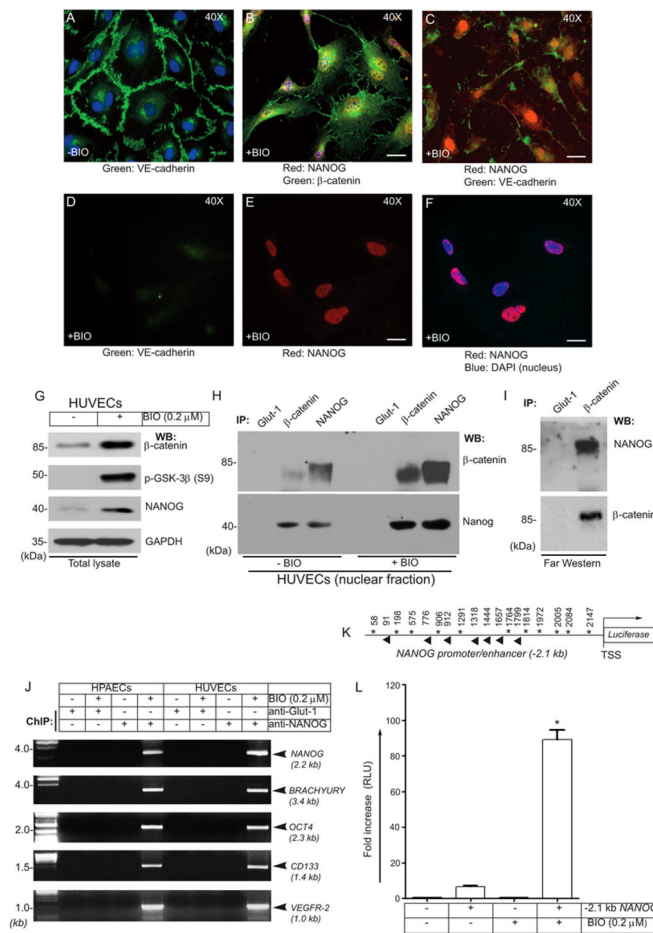 A 40X B 40X C 40X
-BIO +BIO +BIO
Green: VE-cadherin Red: NANOG Red: NANOG
Green: β-catenin Green: VE-cadherin
D 40X E 40X F 40X
+BIO +BIO +BIO
Green: VE-cadherin Red: NANOG Red: NANOG
Blue: DAPI (nucleus)
G
HUVECs
- + BIO (0.2 μM)
WB:
85- β-catenin
50- p-GSK-3β (S9)
40- NANOG
35- GAPDH
(kDa)
Total lysate
H
IP: Glut-1 β-catenin NANOG Glut-1 β-catenin NANOG
WB:
85- β-catenin
40- Nanog
(kDa)
- BIO + BIO
HUVECs (nuclear fraction)
I
IP: Glut-1 β-catenin
WB:
85- NANOG
85- β-catenin
(kDa)
Far Western
K
58 91 198 575 776 906 912 1291 1318 1444 1657 1764 1799 1814 1972 2005 2084 2147
* * * * * * * * * * *
Luciferase
NANOG promoter/enhancer (-2.1 kb) TSS
J
HPAECs HUVECs
- + - + - + - + BIO (0.2 μM)
+ + - - + + - - anti-Glut-1
ChIP: - - + + - - + + anti-NANOG
4.0- NANOG
(2.2 kb)
4.0- BRACHYURY
(3.4 kb)
2.0- OCT4
(2.3 kb)
1.5- CD133
(1.4 kb)
1.0- VEGFR-2
(kb) (1.0 kb)
L
Fold increase (RLU)
100
80
60
40
20
0
*
- + - + -2.1 kb NANOG
- - + + BIO (0.2 μM)